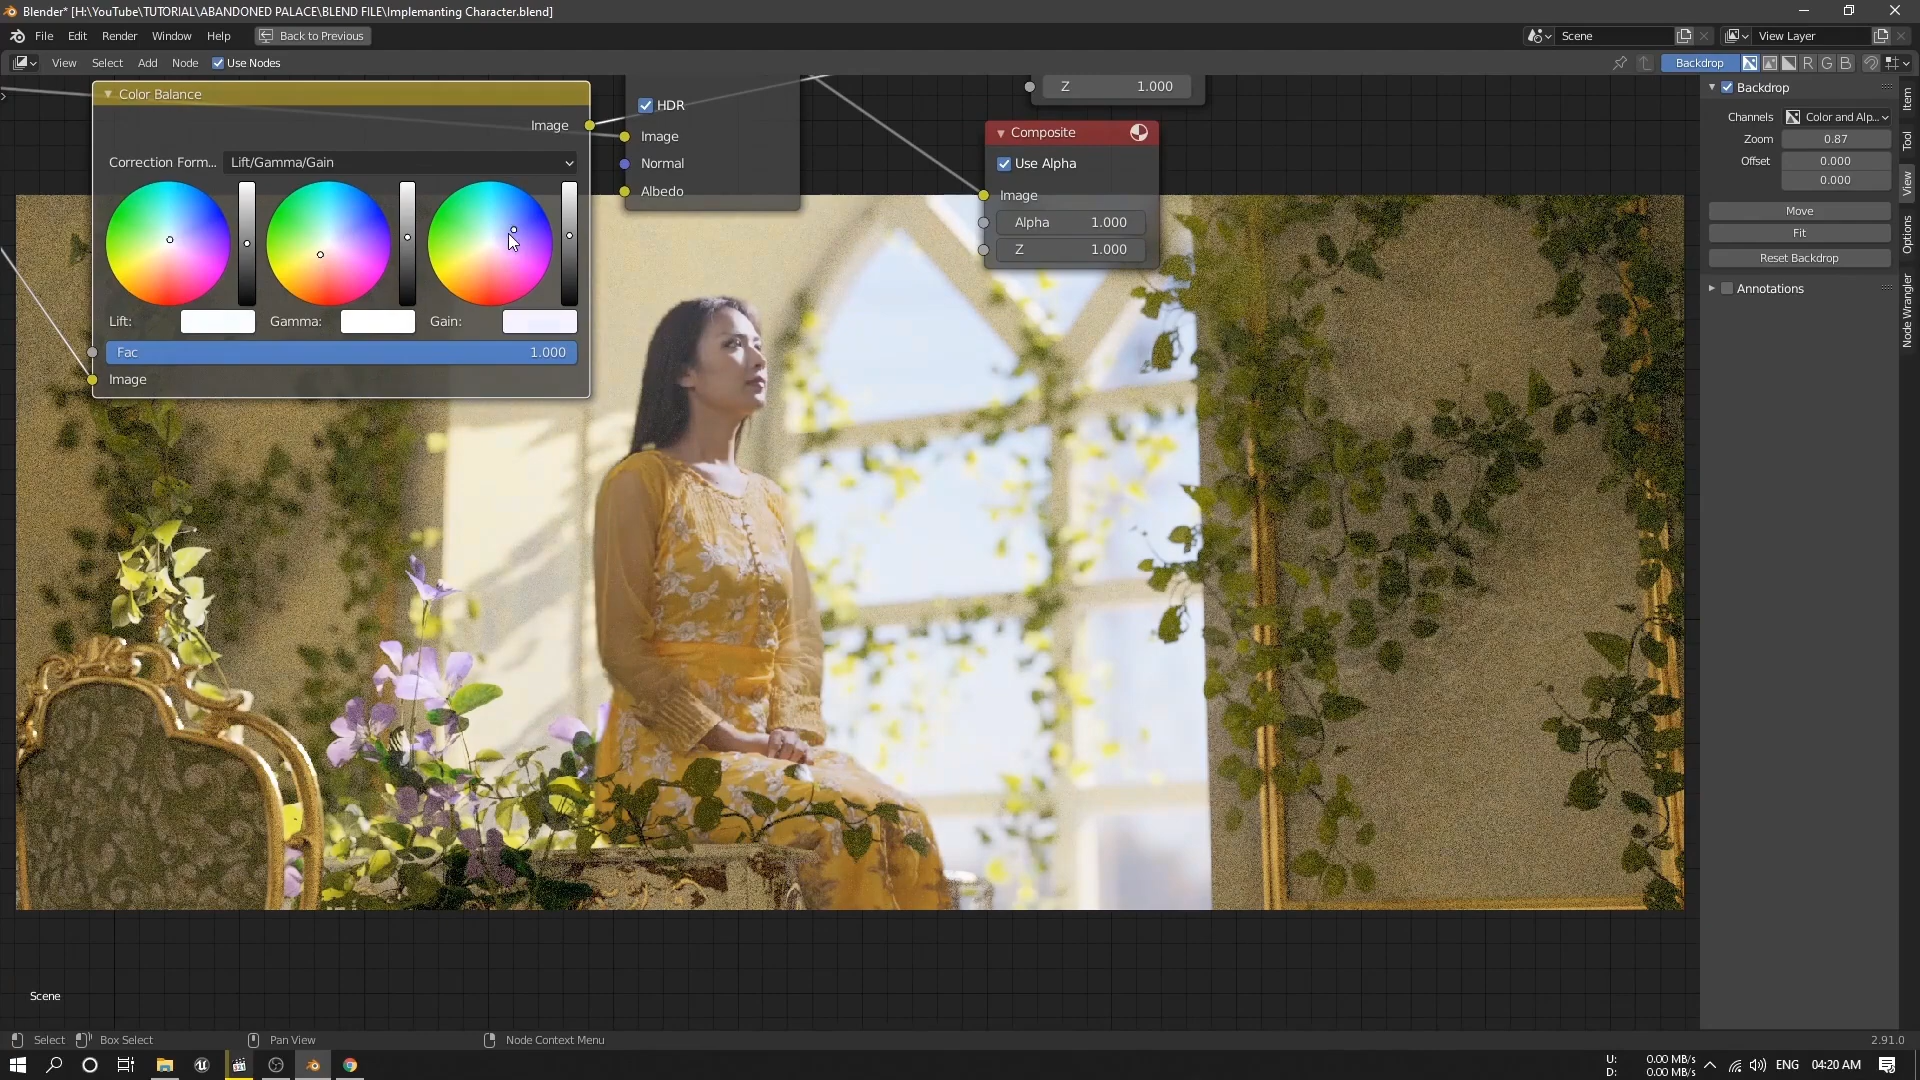 Blender* [H:\YouTube\TUTORIAL\ABANDONED PALACE\BLEND FILE\Implemanting Character.blend]
File Edit Render Window Help Back to Previous Scene View Layer
View Select Add Node Use Nodes Backdrop R G B
Color Balance
Image
Correction Form... Lift/Gamma/Gain
Lift: Gamma: Gain:
Fac 1.000
Image
HDR
Image
Normal
Albedo
Z 1.000
Composite
Use Alpha
Image
Alpha 1.000
Z 1.000
Backdrop
Channels Color and Alp...
Zoom 0.87
Offset 0.000
0.000
Move
Fit
Reset Backdrop
Annotations
Item
Tool
View
Options
Node Wrangler
Scene
Select Box Select Pan View Node Context Menu 2.91.0
U: 0.00 MB/s
D: 0.00 MB/s
ENG 04:20 AM